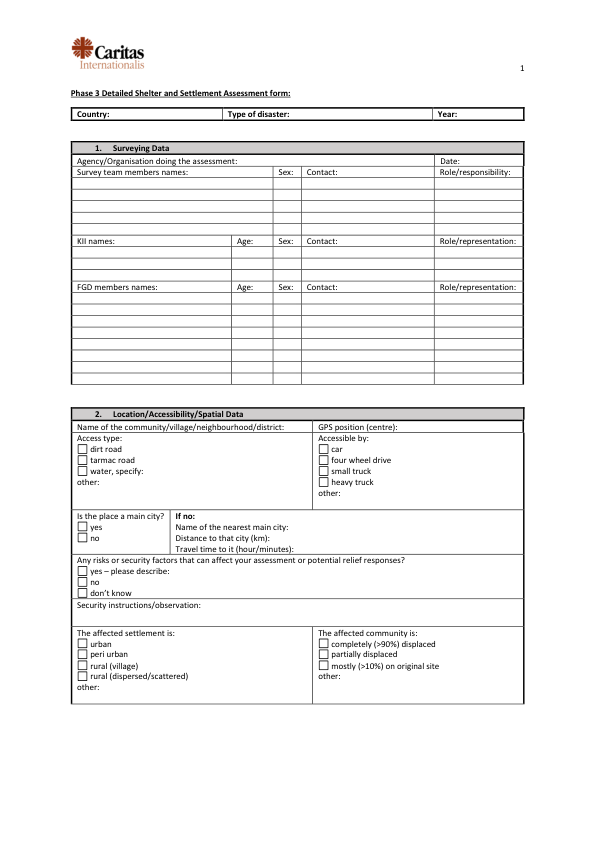 Caritas
Internationalis
1
Phase 3 Detailed Shelter and Settlement Assessment form:
Country: Type of disaster: Year:
1. Surveying Data
Agency/Organisation doing the assessment: Date:
Survey team members names: Sex: Contact: Role/responsibility:
KII names: Age: Sex: Contact: Role/representation:
FGD members names: Age: Sex: Contact: Role/representation:
2. Location/Accessibility/Spatial Data
Name of the community/village/neighbourhood/district: GPS position (centre):
Access type:
dirt road
tarmac road
water, specify:
other:
Accessible by:
car
four wheel drive
small truck
heavy truck
other:
Is the place a main city?
yes
no
If no:
Name of the nearest main city:
Distance to that city (km):
Travel time to it (hour/minutes):
Any risks or security factors that can affect your assessment or potential relief responses?
yes – please describe:
no
don't know
Security instructions/observation:
The affected settlement is:
urban
peri urban
rural (village)
rural (dispersed/scattered)
other:
The affected community is:
completely (>90%) displaced
partially displaced
mostly (>10%) on original site
other: